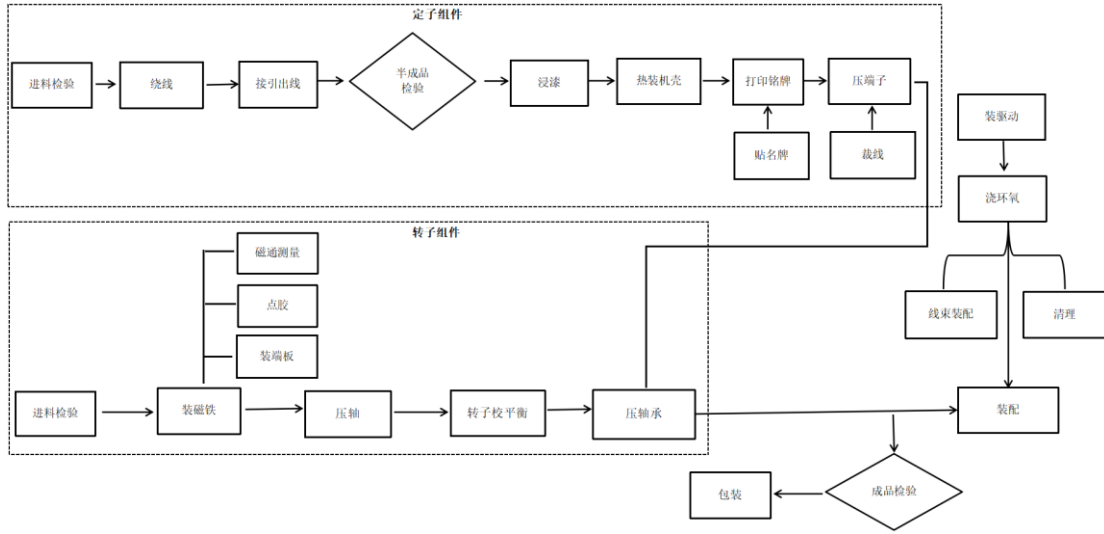 定子组件
进料检验
绕线
接引出线
半成品
检验
浸漆
热装机壳
打印铭牌
压端子
贴名牌
裁线
装驱动
浇环氧
线束装配
清理
转子组件
磁通测量
点胶
装端板
进料检验
装磁铁
压轴
转子校平衡
压轴承
装配
成品检验
包装